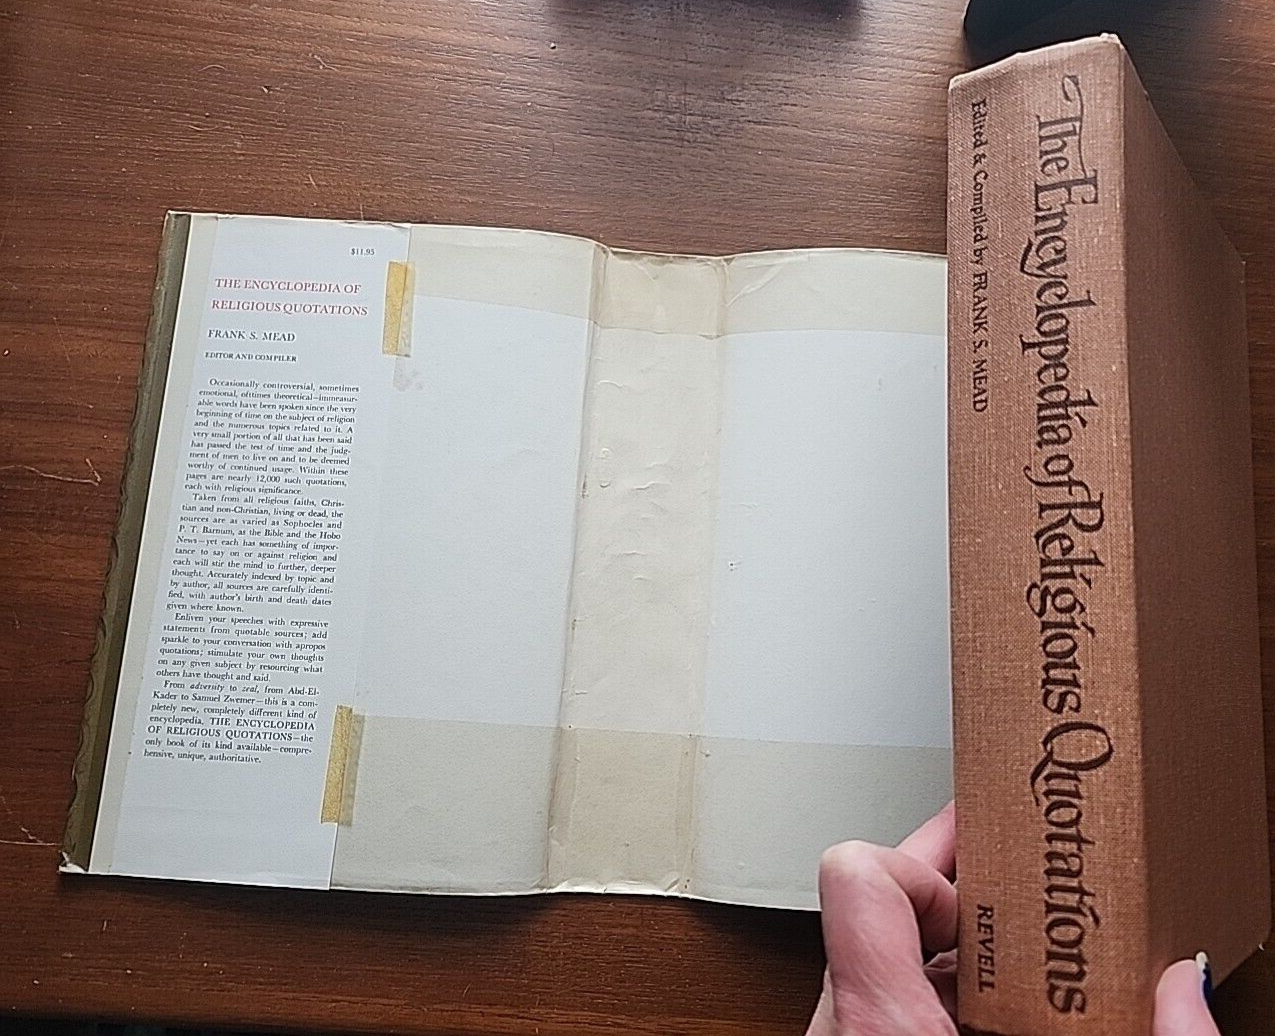 $11.95
THE ENCYCLOPEDIA OF
RELIGIOUS QUOTATIONS
FRANK S. MEAD
EDITOR AND COMPILER
Occasionally controversial, sometimes
emotional, ofttimes theoretical—immeasur-
able words have been spoken since the very
beginning of time on the subject of religion
and the numerous topics related to it. A
very small portion of all that has been said
has passed the test of time and the judg-
ment of men to live on and to be deemed
worthy of continued usage. Within these
pages are nearly 12,000 such quotations,
each with religious significance.
Taken from all religious faiths, Chris-
tian and non-Christian, living or dead, the
sources are as varied as Sophocles and
P. T. Barnum, as the Bible and the Hobo
News—yet each has something of impor-
tance to say on or against religion and
each will stir the mind to further, deeper
thought. Accurately indexed by topic and
by author, all sources are carefully identi-
fied, with author's birth and death dates
given where known.
Enliven your speeches with expressive
statements from quotable sources; add
sparkle to your conversation with apropos
quotations; stimulate your own thoughts
on any given subject by resourcing what
others have thought and said.
From adversity to zeal, from Abd-El-
Kader to Samuel Zwemer—this is a com-
pletely new, completely different kind of
encyclopedia. THE ENCYCLOPEDIA
OF RELIGIOUS QUOTATIONS—the
only book of its kind available—compre-
hensive, unique, authoritative.
The Encyclopedia of Religious Quotations
Edited & Compiled by FRANK S. MEAD
REVELL